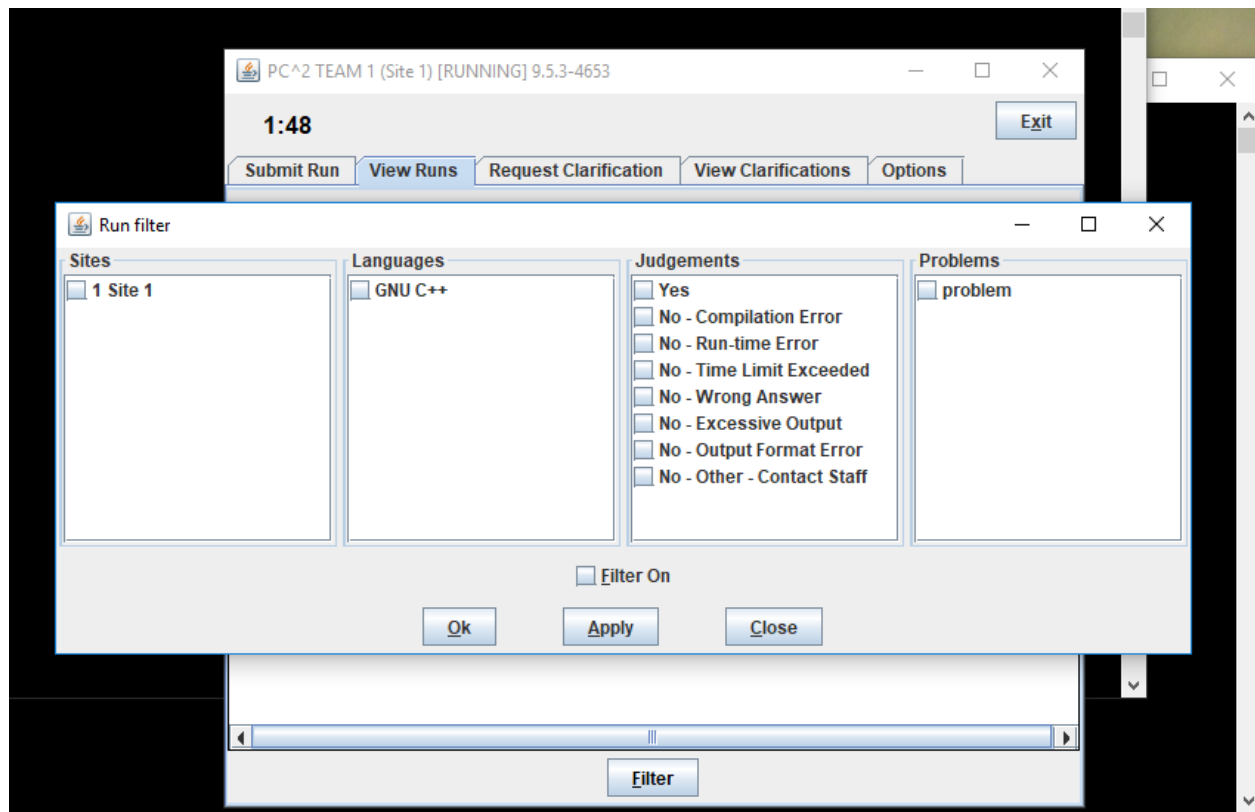 PC^2 TEAM 1 (Site 1) [RUNNING] 9.5.3-4653
1:48
Exit
Submit Run View Runs Request Clarification View Clarifications Options
Run filter
Sites
1 Site 1
Languages
GNU C++
Judgements
Yes
No - Compilation Error
No - Run-time Error
No - Time Limit Exceeded
No - Wrong Answer
No - Excessive Output
No - Output Format Error
No - Other - Contact Staff
Problems
problem
Filter On
Ok Apply Close
Filter